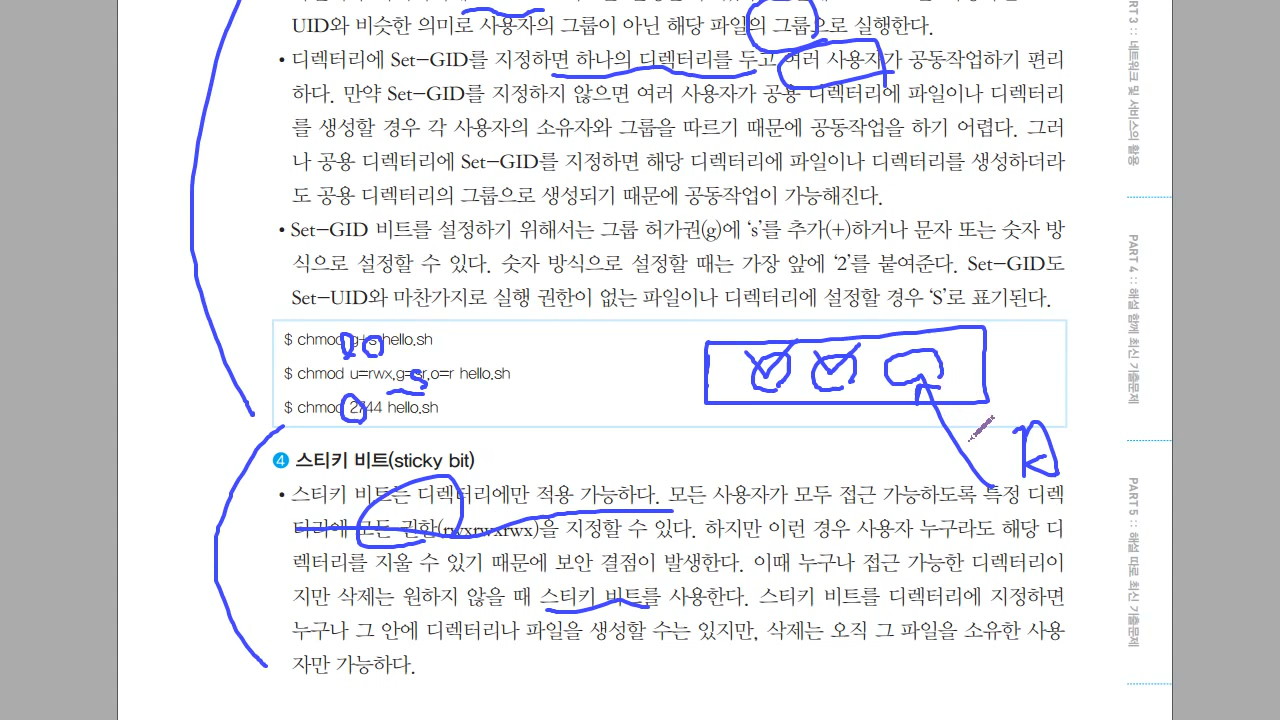 UID와 비슷한 의미로 사용자의 그룹이 아닌 해당 파일의 그룹으로 실행한다.
• 디렉터리에 Set-GID를 지정하면 하나의 디렉터리를 두고 여러 사용자가 공동작업하기 편리
하다. 만약 Set-GID를 지정하지 않으면 여러 사용자가 공용 디렉터리에 파일이나 디렉터리
를 생성할 경우 각 사용자의 소유자와 그룹을 따르기 때문에 공동작업을 하기 어렵다. 그러
나 공용 디렉터리에 Set-GID를 지정하면 해당 디렉터리에 파일이나 디렉터리를 생성하더라
도 공용 디렉터리의 그룹으로 생성되기 때문에 공동작업이 가능해진다.
• Set-GID 비트를 설정하기 위해서는 그룹 허가권(g)에 ‘s’를 추가(+)하거나 문자 또는 숫자 방
식으로 설정할 수 있다. 숫자 방식으로 설정할 때는 가장 앞에 ‘2’를 붙여준다. Set-GID도
Set-UID와 마찬가지로 실행 권한이 없는 파일이나 디렉터리에 설정할 경우 ‘S’로 표기된다.
$ chmod g+s hello.s
$ chmod u=rwx,g=sr,o=r hello.sh
$ chmod 2744 hello.sh
4 스티키 비트(sticky bit)
• 스티키 비트는 디렉터리에만 적용 가능하다. 모든 사용자가 모두 접근 가능하도록 특정 디렉
터리에 모든 권한(rwxrwxrwx)을 지정할 수 있다. 하지만 이런 경우 사용자 누구라도 해당 디
렉터리를 지울 수 있기 때문에 보안 결점이 발생한다. 이때 누구나 접근 가능한 디렉터리이
지만 삭제는 원하지 않을 때 스티키 비트를 사용한다. 스티키 비트를 디렉터리에 지정하면
누구나 그 안에 디렉터리나 파일을 생성할 수는 있지만, 삭제는 오직 그 파일을 소유한 사용
자만 가능하다.
PART 3 :: 네트워크 및 서비스의 활용
PART 4 :: 해설 함께 최신 기출문제
PART 5 :: 해설 따로 최신 기출문제